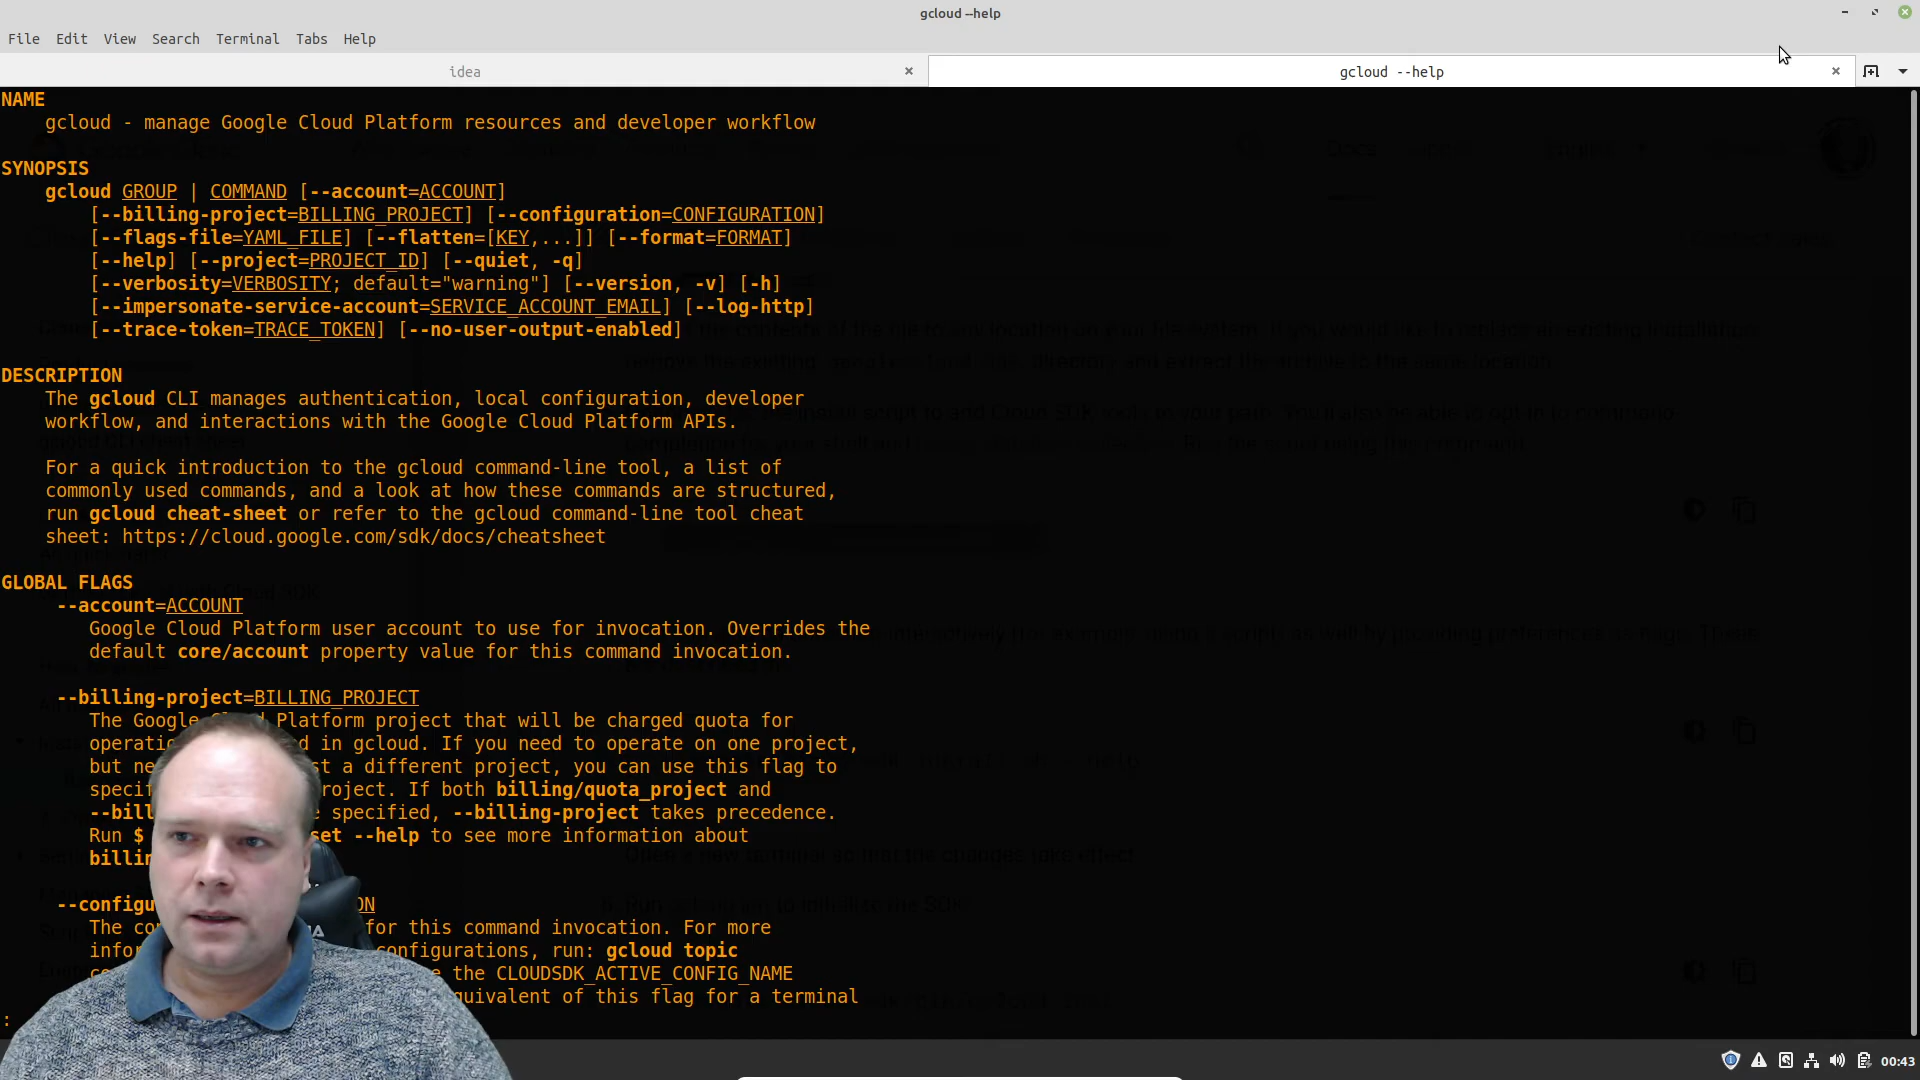 gcloud --help
File Edit View Search Terminal Tabs Help
idea
gcloud --help
NAME
gcloud - manage Google Cloud Platform resources and developer workflow
SYNOPSIS
gcloud GROUP | COMMAND [--account=ACCOUNT]
[--billing-project=BILLING_PROJECT] [--configuration=CONFIGURATION]
[--flags-file=YAML_FILE] [--flatten=[KEY,...]] [--format=FORMAT]
[--help] [--project=PROJECT_ID] [--quiet, -q]
[--verbosity=VERBOSITY; default="warning"] [--version, -v] [-h]
[--impersonate-service-account=SERVICE_ACCOUNT_EMAIL] [--log-http]
[--trace-token=TRACE_TOKEN] [--no-user-output-enabled]
DESCRIPTION
The gcloud CLI manages authentication, local configuration, developer
workflow, and interactions with the Google Cloud Platform APIs.
For a quick introduction to the gcloud command-line tool, a list of
commonly used commands, and a look at how these commands are structured,
run gcloud cheat-sheet or refer to the gcloud command-line tool cheat
sheet: https://cloud.google.com/sdk/docs/cheatsheet
GLOBAL FLAGS
--account=ACCOUNT
Google Cloud Platform user account to use for invocation. Overrides the
default core/account property value for this command invocation.
--billing-project=BILLING_PROJECT
The Google Platform project that will be charged quota for
in gcloud. If you need to operate on one project,
but a different project, you can use this flag to
If both billing/quota_project and
specified, --billing-project takes precedence.
Run $ set --help to see more information about
The for this command invocation. For more
configurations, run: gcloud topic
the CLOUDSDK_ACTIVE_CONFIG_NAME
of this flag for a terminal
:
00:43